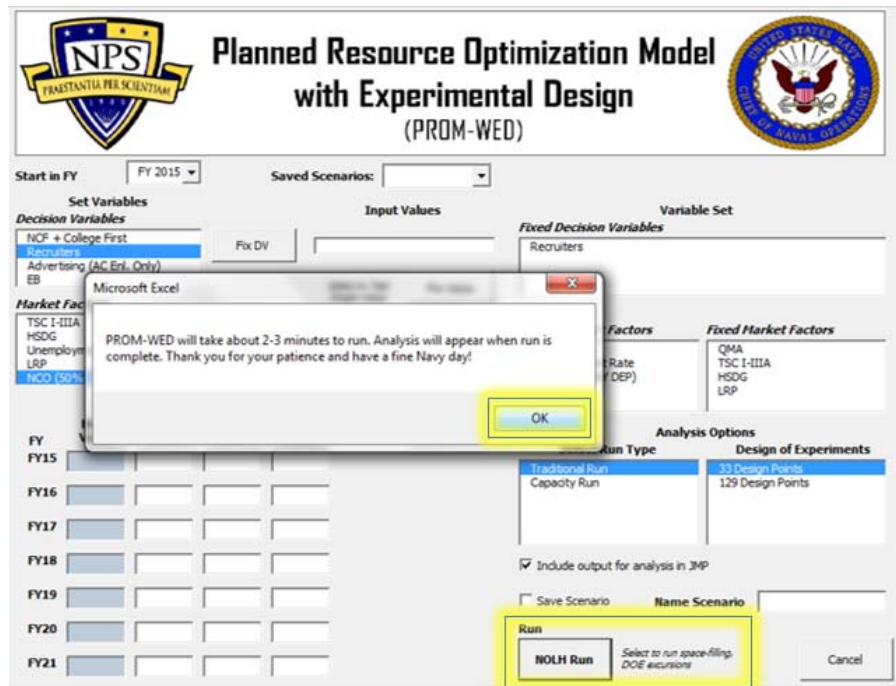 NPS
PRAESTANTIA PER SCIENTIAM
1909
Planned Resource Optimization Model
with Experimental Design
(PROM-WED)
UNITED STATES NAVY
CHIEF OF NAVAL OPERATIONS
Start in FY
FY 2015
Saved Scenarios:
Set Variables
Input Values
Variable Set
Decision Variables
Fixed Decision Variables
NCF + College First
Recruiters
Advertising (AC Enl. Only)
EB
Fix DV
Recruiters
Market Fac
TSC I-IIIA
HSDG
Unemploym
LRP
NCO (50%
Microsoft Excel
PROM-WED will take about 2-3 minutes to run. Analysis will appear when run is
complete. Thank you for your patience and have a fine Navy day!
OK
Factors
Rate
DEP)
Fixed Market Factors
QMA
TSC I-IIIA
HSDG
LRP
Analysis Options
Run Type
Design of Experiments
Traditional Run
Capacity Run
33 Design Points
129 Design Points
FY
FY15
FY16
FY17
FY18
FY19
FY20
FY21
Include output for analysis in JMP
Save Scenario
Name Scenario
Run
NOLH Run
Select to run space-filling,
DOE excursions
Cancel